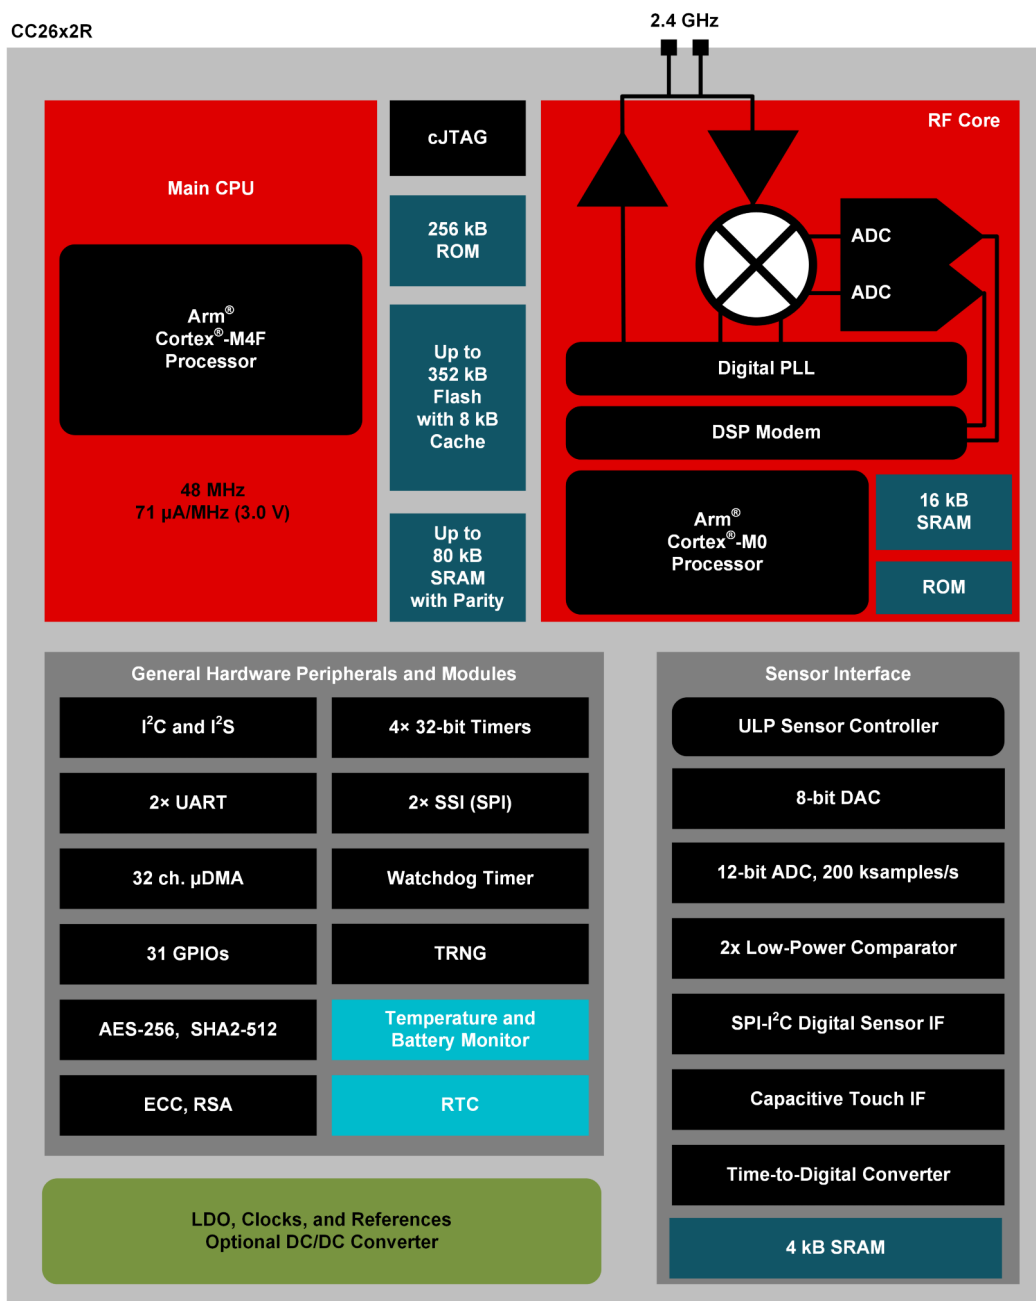 CC26x2R
2.4 GHz
Main CPU
Arm®
Cortex®-M4F
Processor
48 MHz
71 µA/MHz (3.0 V)
cJTAG
256 kB
ROM
Up to
352 kB
Flash
with 8 kB
Cache
Up to
80 kB
SRAM
with Parity
RF Core
ADC
ADC
Digital PLL
DSP Modem
Arm®
Cortex®-M0
Processor
16 kB
SRAM
ROM
General Hardware Peripherals and Modules
I²C and I²S
4× 32-bit Timers
2× UART
2× SSI (SPI)
32 ch. µDMA
Watchdog Timer
31 GPIOs
TRNG
AES-256, SHA2-512
Temperature and
Battery Monitor
ECC, RSA
RTC
LDO, Clocks, and References
Optional DC/DC Converter
Sensor Interface
ULP Sensor Controller
8-bit DAC
12-bit ADC, 200 ksamples/s
2x Low-Power Comparator
SPI-I²C Digital Sensor IF
Capacitive Touch IF
Time-to-Digital Converter
4 kB SRAM